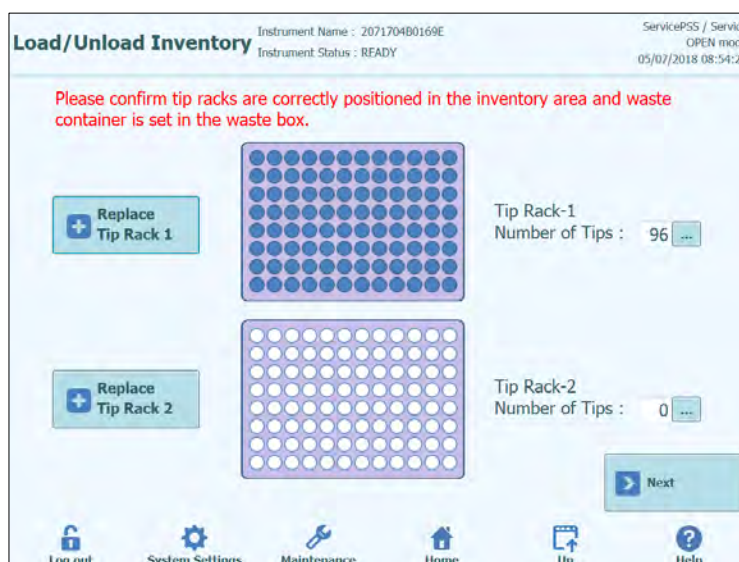 Load/Unload Inventory
Instrument Name : 2071704B0169E
Instrument Status : READY
ServicePSS / Servic
OPEN mod
05/07/2018 08:54:2
Please confirm tip racks are correctly positioned in the inventory area and waste
container is set in the waste box.
Replace
Tip Rack 1
Tip Rack-1
Number of Tips : 96 ...
Replace
Tip Rack 2
Tip Rack-2
Number of Tips : 0 ...
Next
Log out System Settings Maintenance Home Up Help